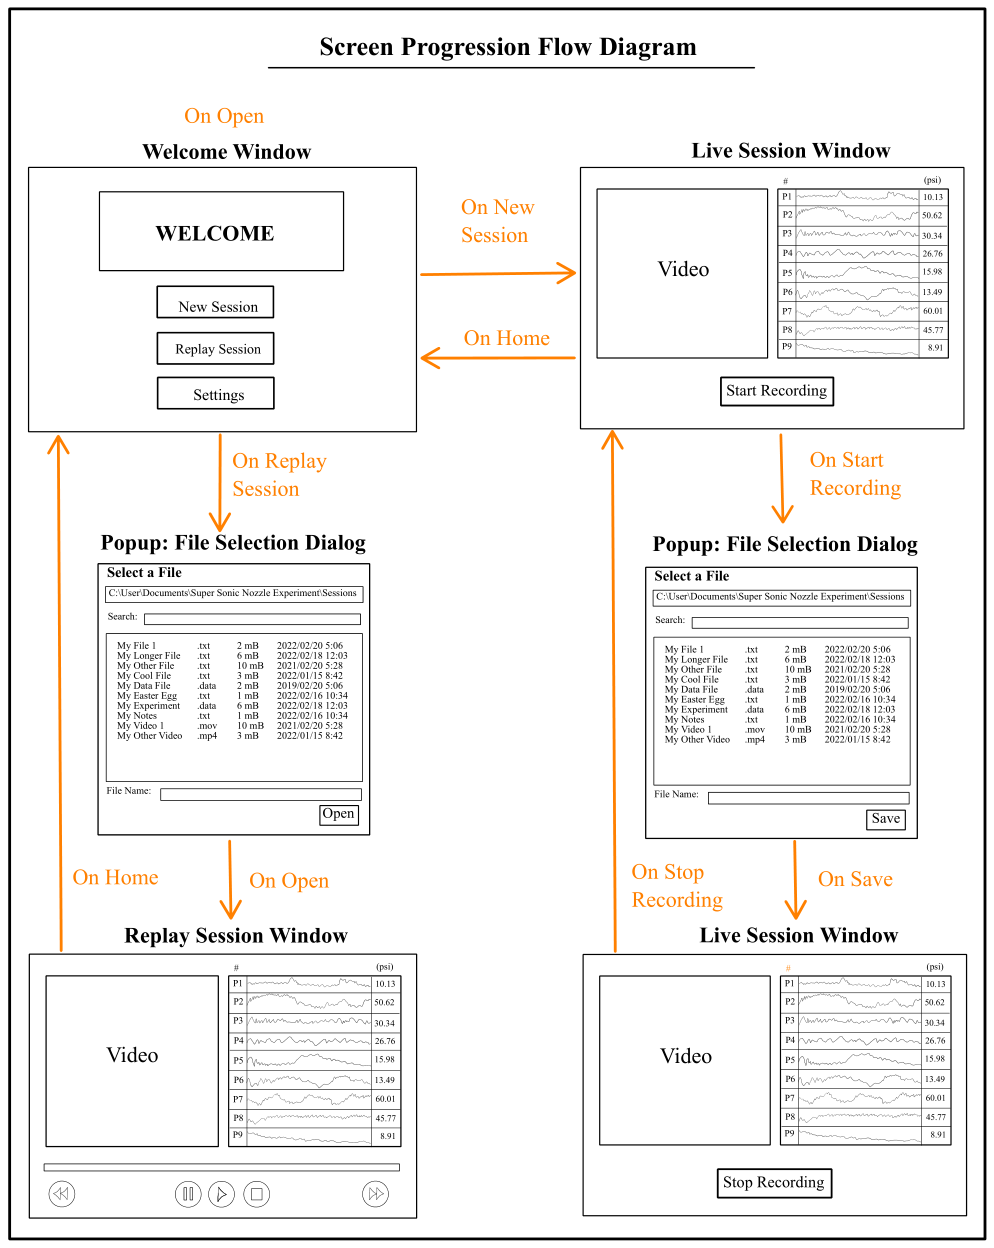 Screen Progression Flow Diagram
On Open
Welcome Window
WELCOME
New Session
Replay Session
Settings
On New
Session
On Home
Live Session Window
# (psi)
Video
P1 10.13
P2 50.62
P3 30.34
P4 26.76
P5 15.98
P6 13.49
P7 60.01
P8 45.77
P9 8.91
Start Recording
On Replay
Session
On Start
Recording
Popup: File Selection Dialog
Select a File
C:\User\Documents\Super Sonic Nozzle Experiment\Sessions
Search:
My File 1 .txt 2 mB 2022/02/20 5:06
My Longer File .txt 6 mB 2022/02/18 12:03
My Other File .txt 10 mB 2021/02/20 5:28
My Cool File .txt 3 mB 2022/01/15 8:42
My Data File .data 2 mB 2019/02/20 5:06
My Easter Egg .txt 1 mB 2022/02/16 10:34
My Experiment .data 6 mB 2022/02/18 12:03
My Notes .txt 1 mB 2022/02/16 10:34
My Video 1 .mov 10 mB 2021/02/20 5:28
My Other Video .mp4 3 mB 2022/01/15 8:42
File Name:
Open
Popup: File Selection Dialog
Select a File
C:\User\Documents\Super Sonic Nozzle Experiment\Sessions
Search:
My File 1 .txt 2 mB 2022/02/20 5:06
My Longer File .txt 6 mB 2022/02/18 12:03
My Other File .txt 10 mB 2021/02/20 5:28
My Cool File .txt 3 mB 2022/01/15 8:42
My Data File .data 2 mB 2019/02/20 5:06
My Easter Egg .txt 1 mB 2022/02/16 10:34
My Experiment .data 6 mB 2022/02/18 12:03
My Notes .txt 1 mB 2022/02/16 10:34
My Video 1 .mov 10 mB 2021/02/20 5:28
My Other Video .mp4 3 mB 2022/01/15 8:42
File Name:
Save
On Home
On Open
On Stop
Recording
On Save
Replay Session Window
# (psi)
Video
P1 10.13
P2 50.62
P3 30.34
P4 26.76
P5 15.98
P6 13.49
P7 60.01
P8 45.77
P9 8.91
Live Session Window
# (psi)
Video
P1 10.13
P2 50.62
P3 30.34
P4 26.76
P5 15.98
P6 13.49
P7 60.01
P8 45.77
P9 8.91
Stop Recording